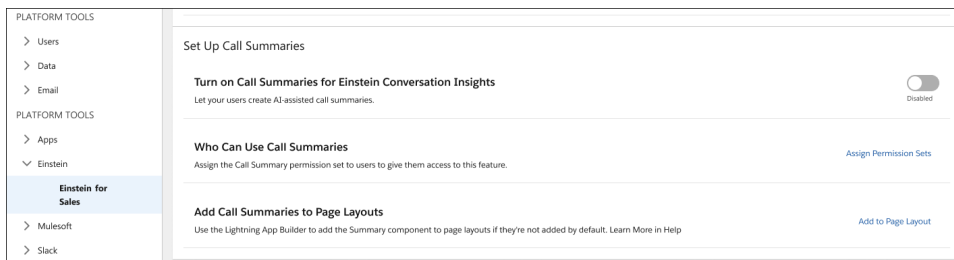 PLATFORM TOOLS
Users
Data
Email
PLATFORM TOOLS
Apps
Einstein
Einstein for
Sales
Mulesoft
Slack
Set Up Call Summaries
Turn on Call Summaries for Einstein Conversation Insights
Let your users create AI-assisted call summaries.
Disabled
Who Can Use Call Summaries
Assign the Call Summary permission set to users to give them access to this feature.
Assign Permission Sets
Add Call Summaries to Page Layouts
Use the Lightning App Builder to add the Summary component to page layouts if they're not added by default. Learn More in Help
Add to Page Layout